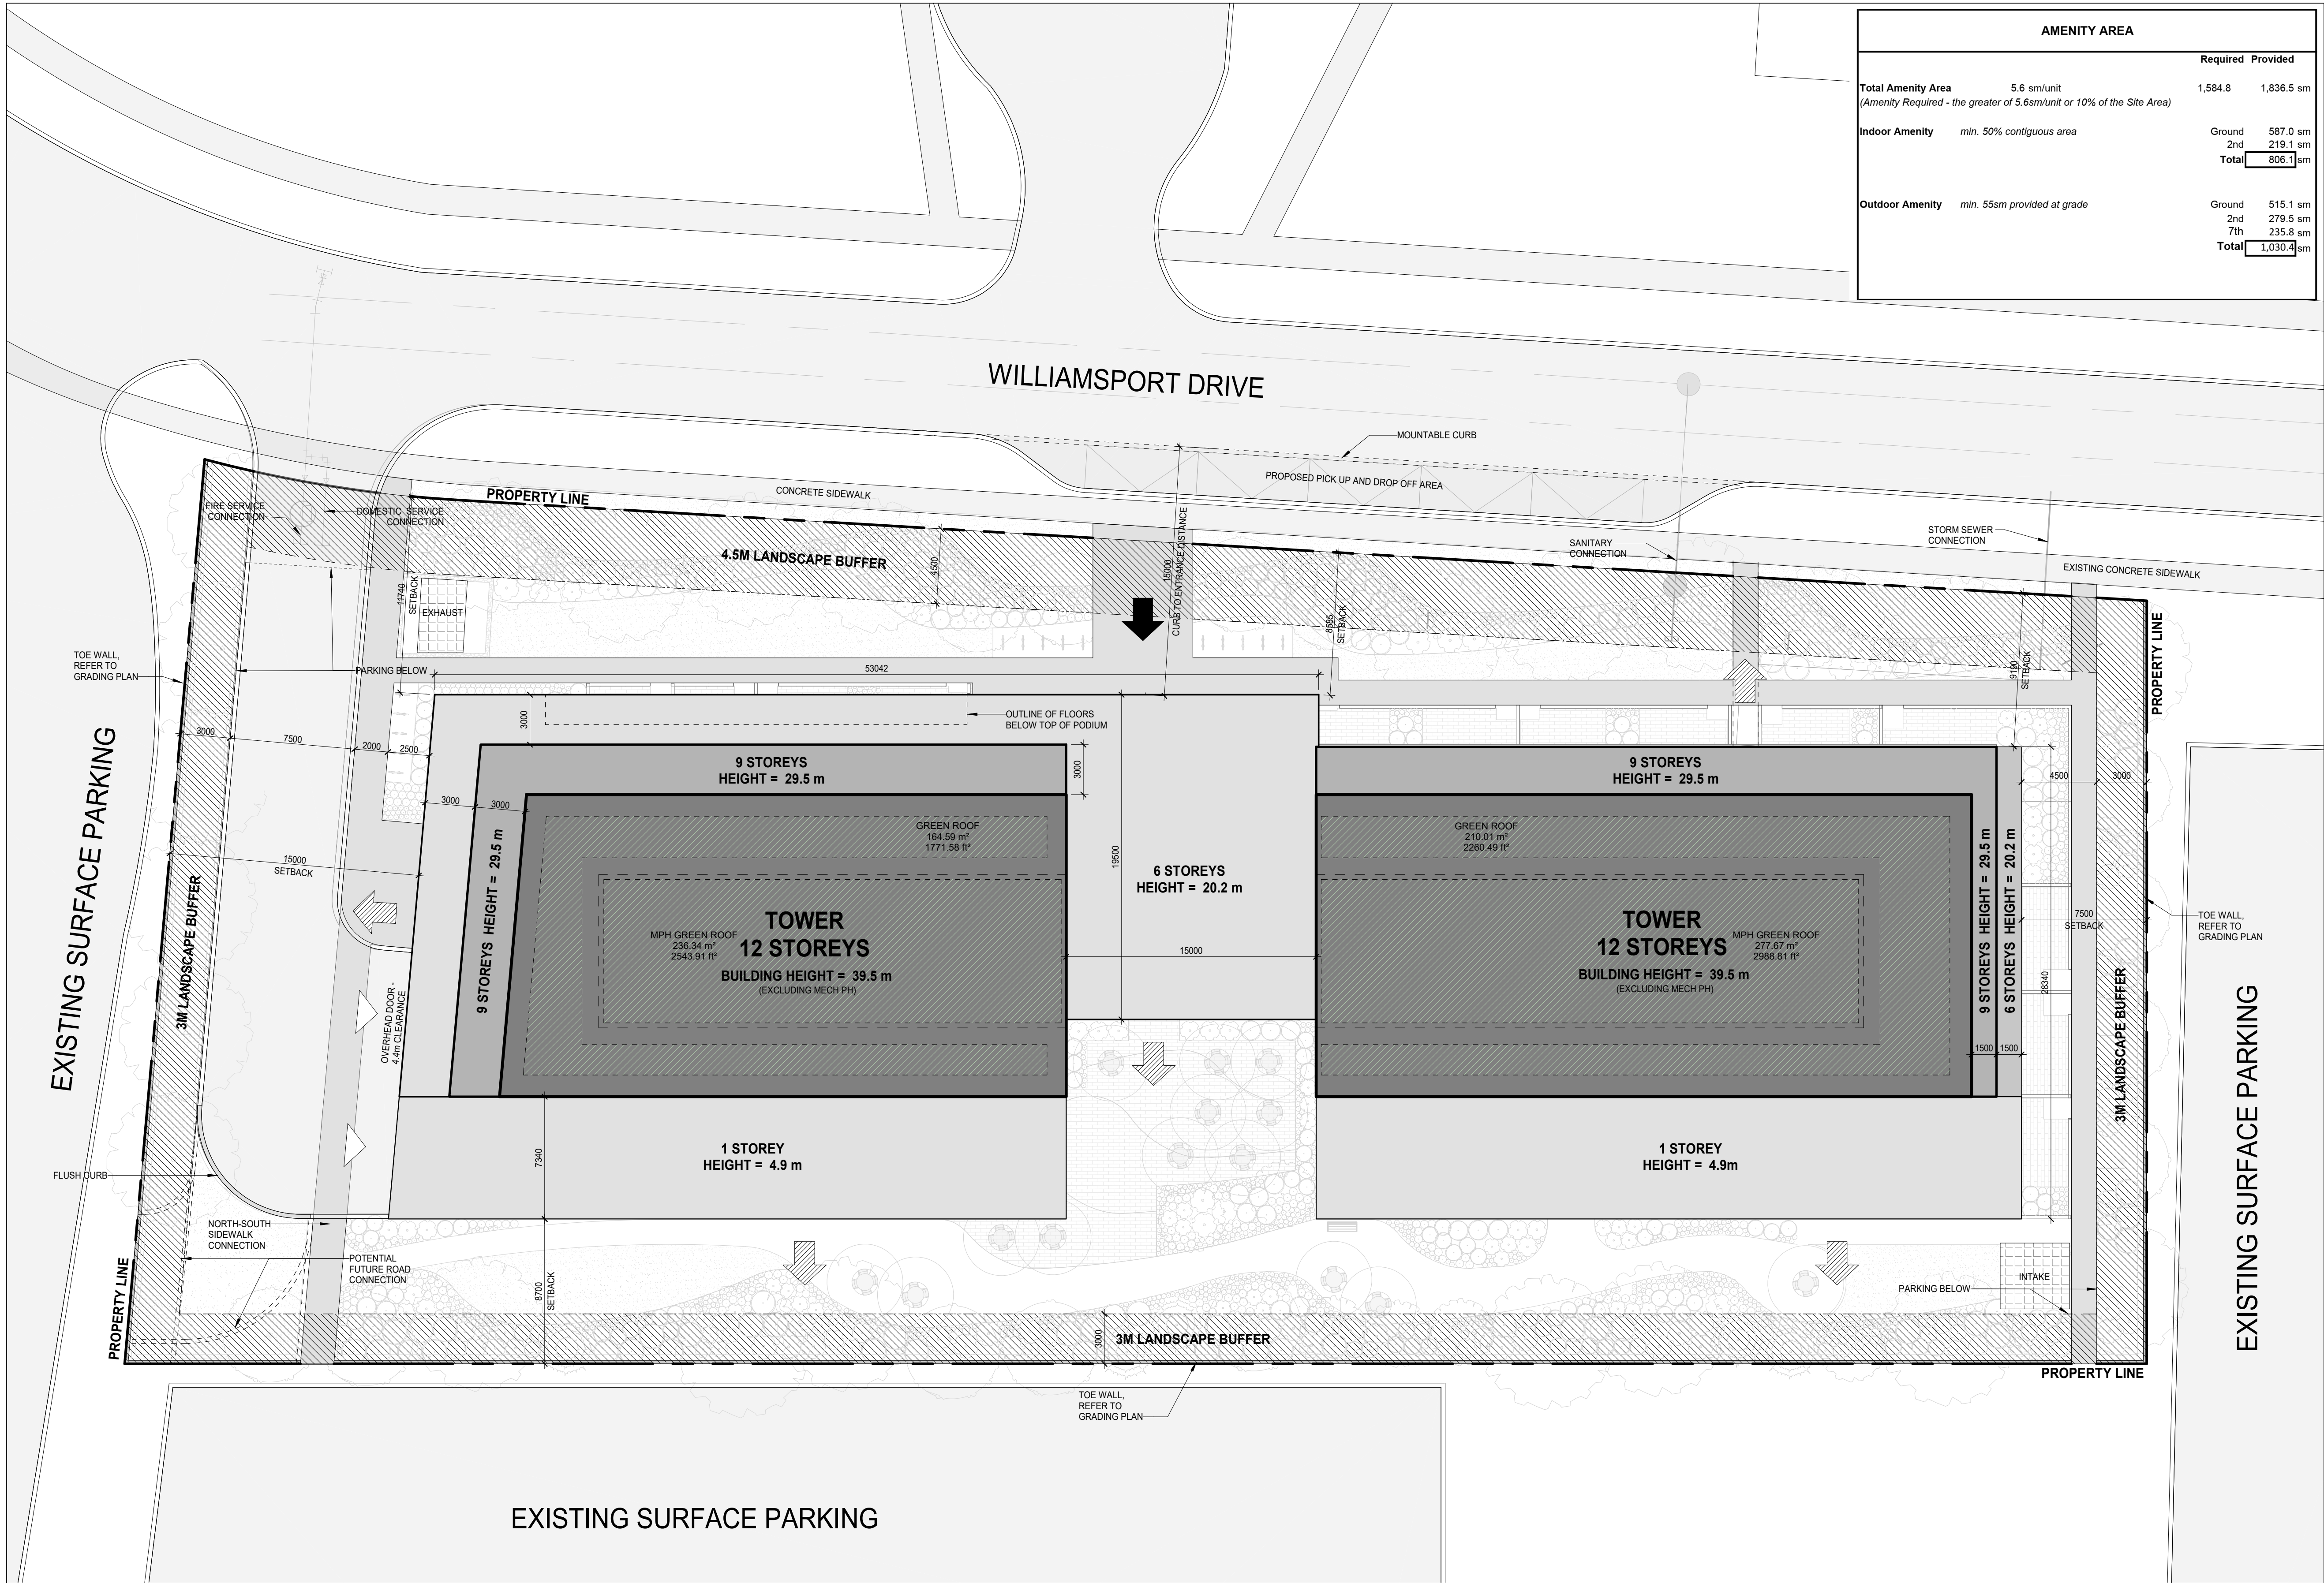 AMENITY AREA
Required Provided
Total Amenity Area 5.6 sm/unit 1,584.8 1,836.5 sm
(Amenity Required - the greater of 5.6sm/unit or 10% of the Site Area)
Indoor Amenity min. 50% contiguous area Ground 587.0 sm
2nd 219.1 sm
Total 806.1 sm
Outdoor Amenity min. 55sm provided at grade Ground 515.1 sm
2nd 279.5 sm
7th 235.8 sm
Total 1,030.4 sm
WILLIAMSPORT DRIVE
MOUNTABLE CURB
PROPOSED PICK UP AND DROP OFF AREA
PROPERTY LINE
CONCRETE SIDEWALK
FIRE SERVICE
CONNECTION
DOMESTIC SERVICE
CONNECTION
4.5M LANDSCAPE BUFFER
4500
15000
CURB TO ENTRANCE DISTANCE
SANITARY
CONNECTION
STORM SEWER
CONNECTION
EXISTING CONCRETE SIDEWALK
11740
SETBACK
EXHAUST
8585
SETBACK
9190
SETBACK
PROPERTY LINE
TOE WALL,
REFER TO
GRADING PLAN
PARKING BELOW
53042
3000
OUTLINE OF FLOORS
BELOW TOP OF PODIUM
3000
7500
2000
2500
9 STOREYS
HEIGHT = 29.5 m
3000
9 STOREYS
HEIGHT = 29.5 m
4500
3000
3000
3000
EXISTING SURFACE PARKING
15000
SETBACK
3M LANDSCAPE BUFFER
9 STOREYS HEIGHT = 29.5 m
GREEN ROOF
164.59 m²
1771.58 ft²
19500
6 STOREYS
HEIGHT = 20.2 m
GREEN ROOF
210.01 m²
2260.49 ft²
9 STOREYS HEIGHT = 29.5 m
6 STOREYS HEIGHT = 20.2 m
MPH GREEN ROOF
236.34 m²
2543.91 ft²
TOWER
12 STOREYS
BUILDING HEIGHT = 39.5 m
(EXCLUDING MECH PH)
15000
TOWER
12 STOREYS
BUILDING HEIGHT = 39.5 m
(EXCLUDING MECH PH)
MPH GREEN ROOF
277.67 m²
2988.81 ft²
7500
SETBACK
TOE WALL,
REFER TO
GRADING PLAN
28340
OVERHEAD DOOR -
4.4m CLEARANCE
1500
1500
3M LANDSCAPE BUFFER
EXISTING SURFACE PARKING
7340
1 STOREY
HEIGHT = 4.9 m
1 STOREY
HEIGHT = 4.9m
FLUSH CURB
NORTH-SOUTH
SIDEWALK
CONNECTION
POTENTIAL
FUTURE ROAD
CONNECTION
8700
SETBACK
INTAKE
PARKING BELOW
PROPERTY LINE
3000
3M LANDSCAPE BUFFER
PROPERTY LINE
TOE WALL,
REFER TO
GRADING PLAN
EXISTING SURFACE PARKING